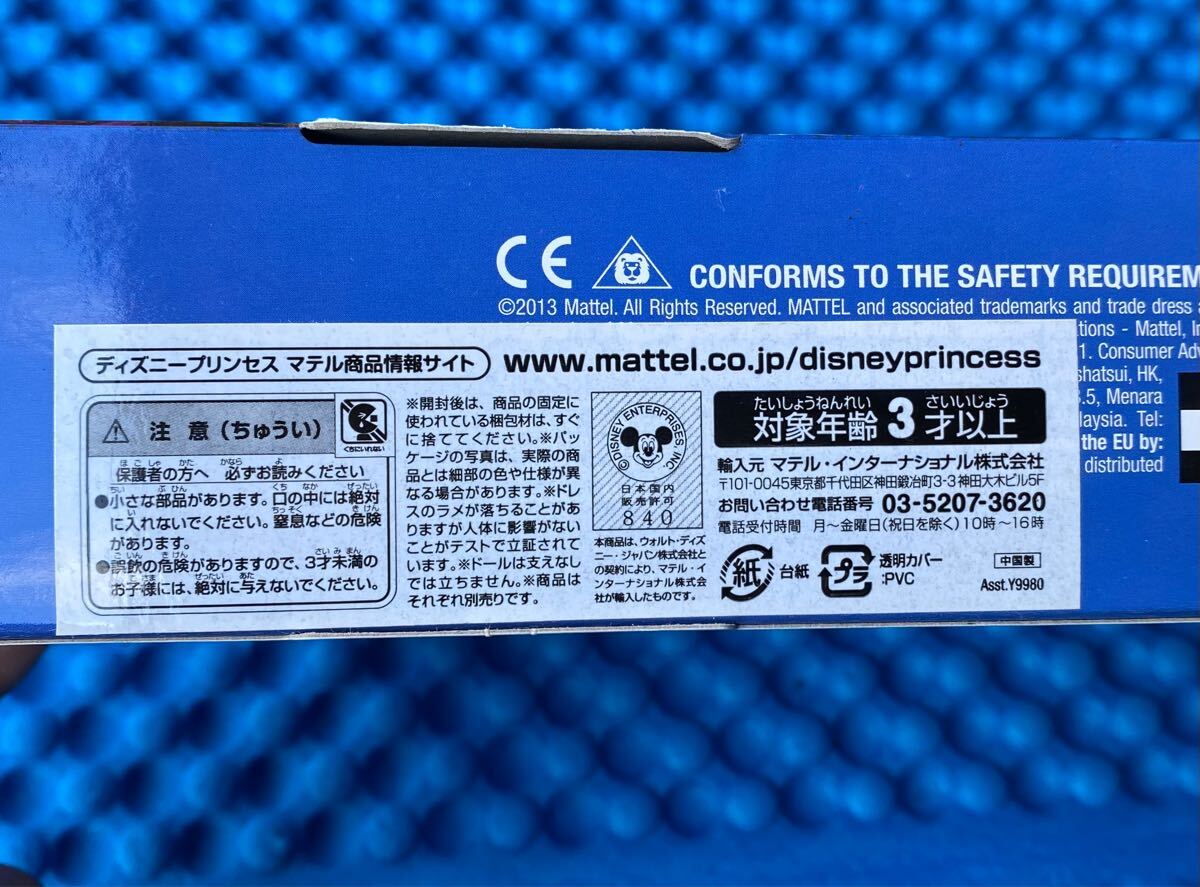 CE
CONFORMS TO THE SAFETY REQUIREM
©2013 Mattel. All Rights Reserved. MATTEL and associated trademarks and trade dress
tions - Mattel, In
1. Consumer Adv
shatsui, HK,
3.5, Menara
laysia. Tel:
the EU by:
distributed
ディズニープリンセス マテル商品情報サイト
www.mattel.co.jp/disneyprincess
注意(ちゅうい)
くちにいれない
保護者の方へ 必ずお読みください
●小さな部品があります。口の中には絶対
に入れないでください。窒息などの危険
があります。
●誤飲の危険がありますので、3才未満の
お子様には、絶対に与えないでください。
※開封後は、商品の固定に
使われている梱包材は、すぐ
に捨ててください。※パッ
ケージの写真は、実際の商
品とは細部の色や仕様が異
なる場合があります。※ドレ
スのラメが落ちることがあ
りますが人体に影響がない
ことがテストで立証されて
います。※ドールは支えなし
では立ちません。※商品は
それぞれ別売りです。
©DISNEY ENTERPRISES INC.
日本国内
販売許可
840
本商品は、ウォルト・ディズ
ニー・ジャパン株式会社と
の契約により、マテル・イ
ンターナショナル株式会
社が輸入したものです。
たいしょうねんれい さいいじょう
対象年齢 3才以上
輸入元 マテル・インターナショナル株式会社
〒101-0045東京都千代田区神田鍛冶町3-3 神田大木ビル5F
お問い合わせ電話番号 03-5207-3620
電話受付時間 月〜金曜日(祝日を除く)10時〜16時
紙 台紙
プラ 透明カバー
:PVC
中国製
Asst.Y9980